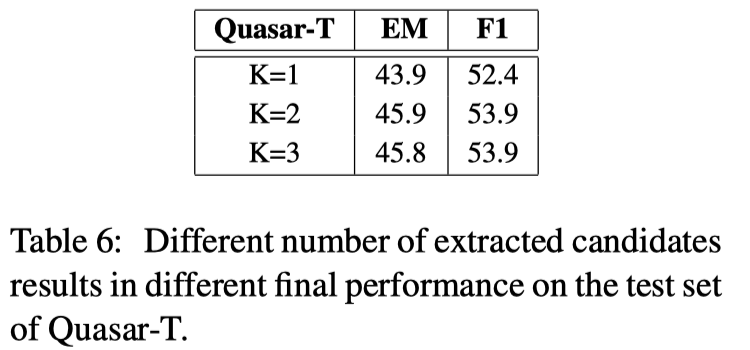 Quasar-T EM F1
K=1 43.9 52.4
K=2 45.9 53.9
K=3 45.8 53.9
Table 6: Different number of extracted candidates
results in different final performance on the test set
of Quasar-T.